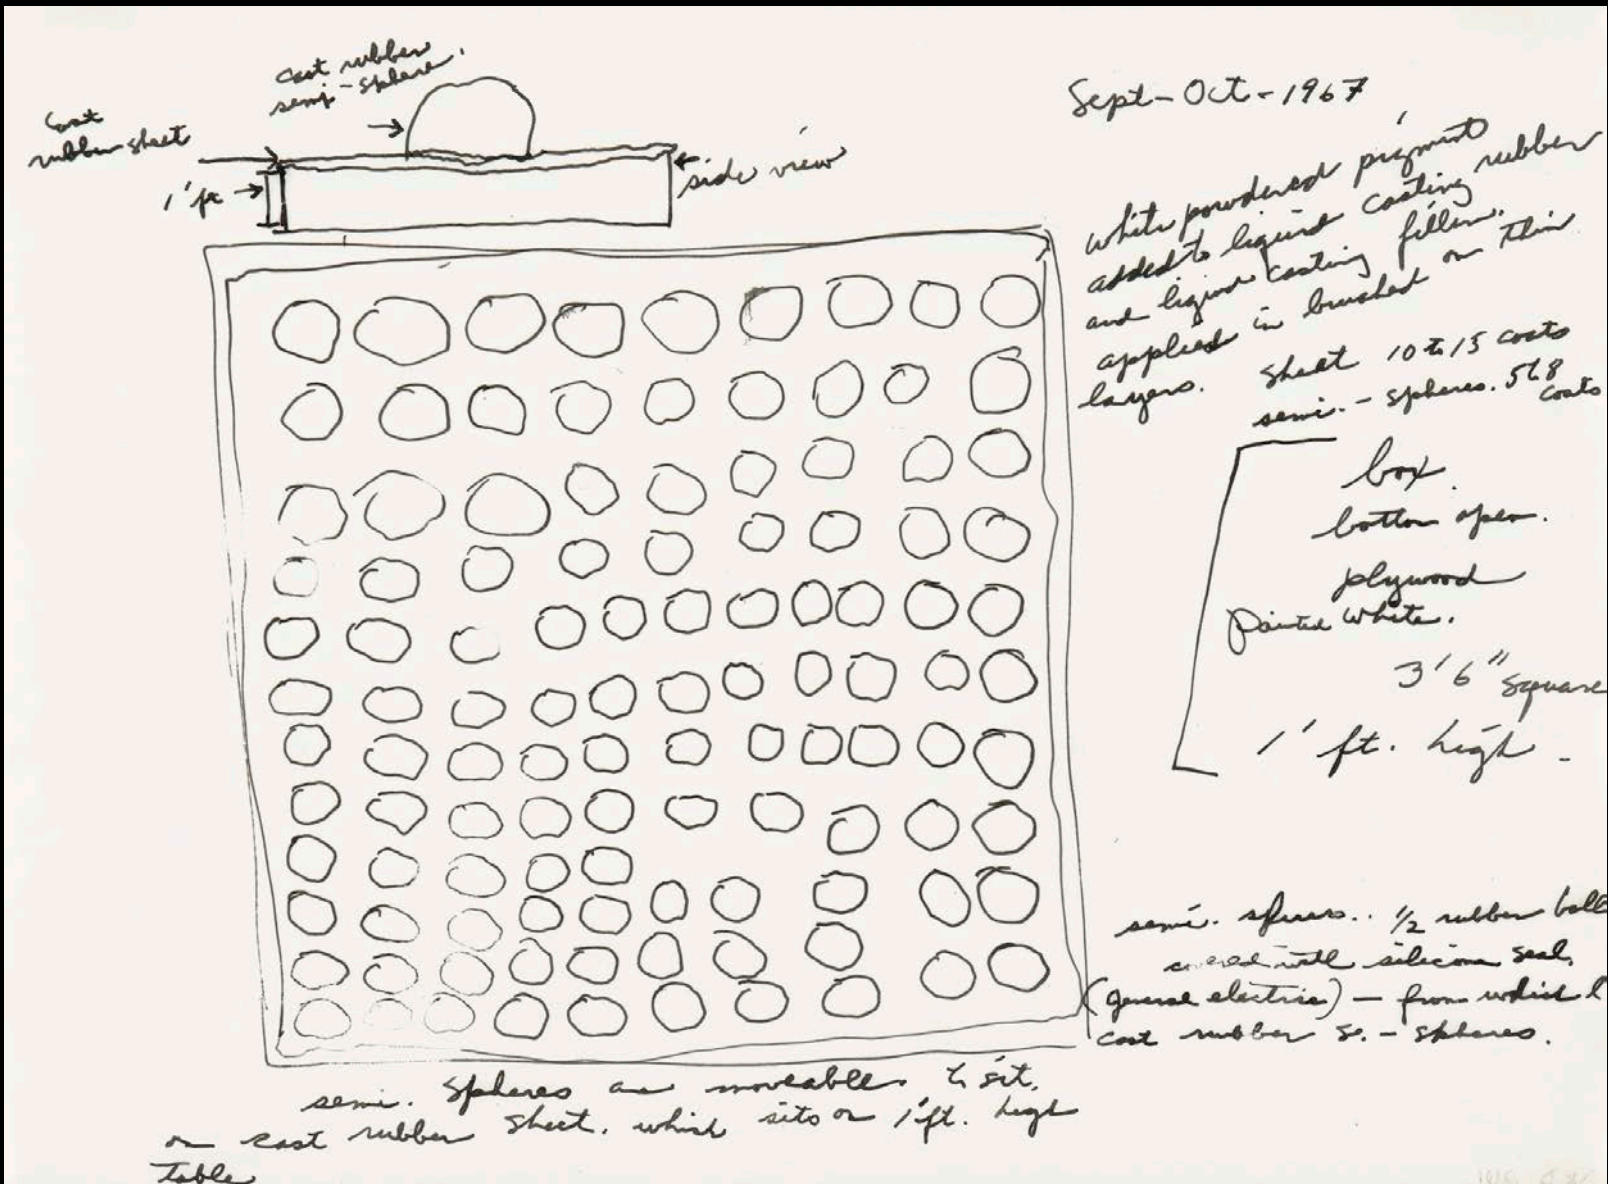 cast rubber
semi-sphere.
Cast
rubber sheet
1' ft
side view
Sept-Oct-1967
white powdered pigment
added to liquid casting rubber
and liquid casting filler.
applied in brushed on thin
layers. Sheet 10 to 15 coats
semi.-spheres. 5 to 8
coats
box.
bottom open.
plywood
painted white.
3'6" square
1' ft. high -
semi. spheres.. 1/2 rubber balls
covered with silicone seal.
(general electric) - from which I
cast rubber se. - spheres.
semi. spheres are moveable. to sit.
on cast rubber sheet. which sits on 1' ft. high
table